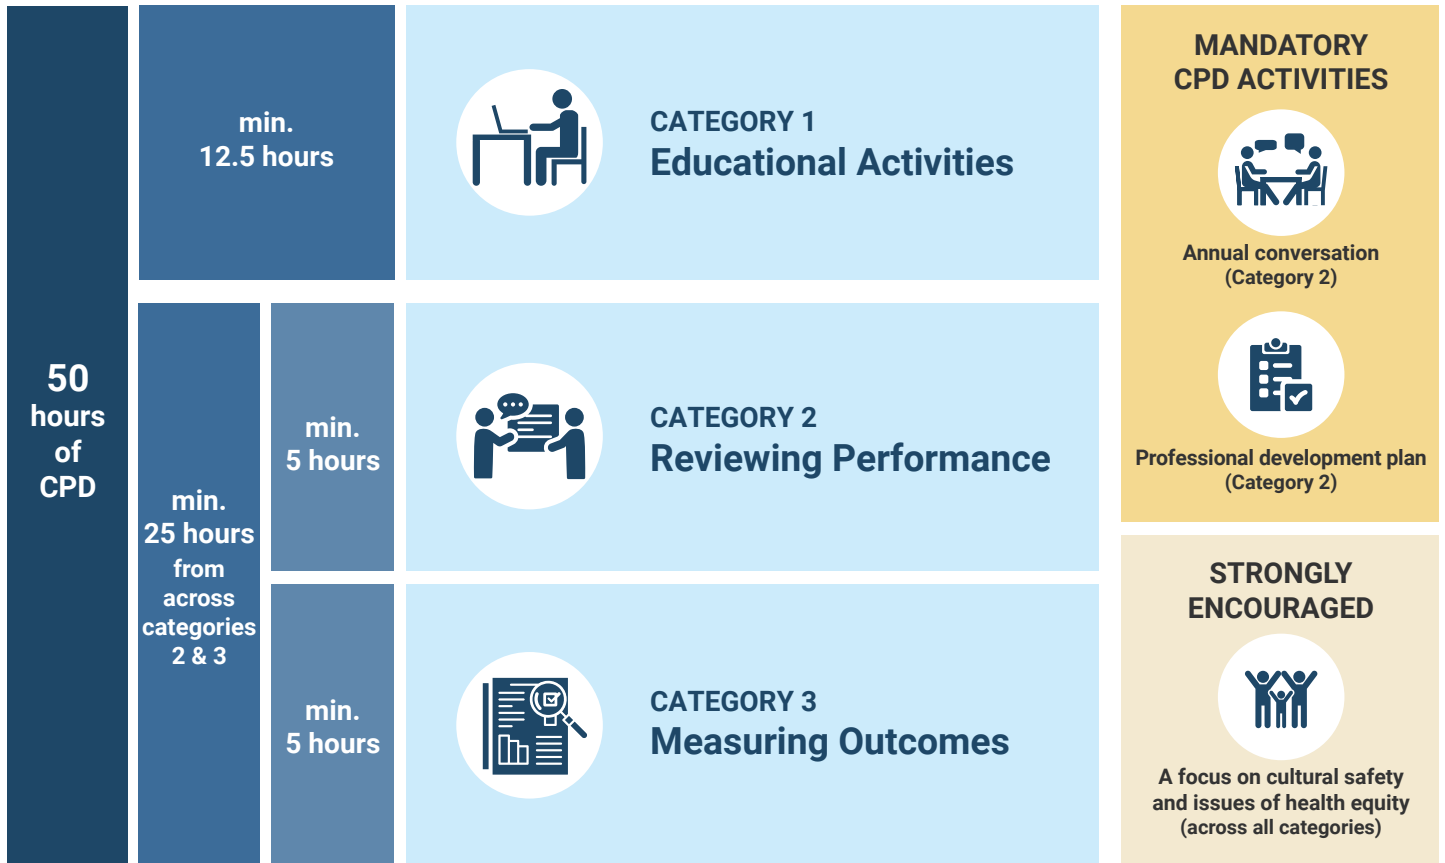 50
hours
of
CPD
min.
12.5 hours
CATEGORY 1
Educational Activities
min.
25 hours
from
across
categories
2 & 3
min.
5 hours
CATEGORY 2
Reviewing Performance
min.
5 hours
CATEGORY 3
Measuring Outcomes
MANDATORY
CPD ACTIVITIES
Annual conversation
(Category 2)
Professional development plan
(Category 2)
STRONGLY
ENCOURAGED
A focus on cultural safety
and issues of health equity
(across all categories)